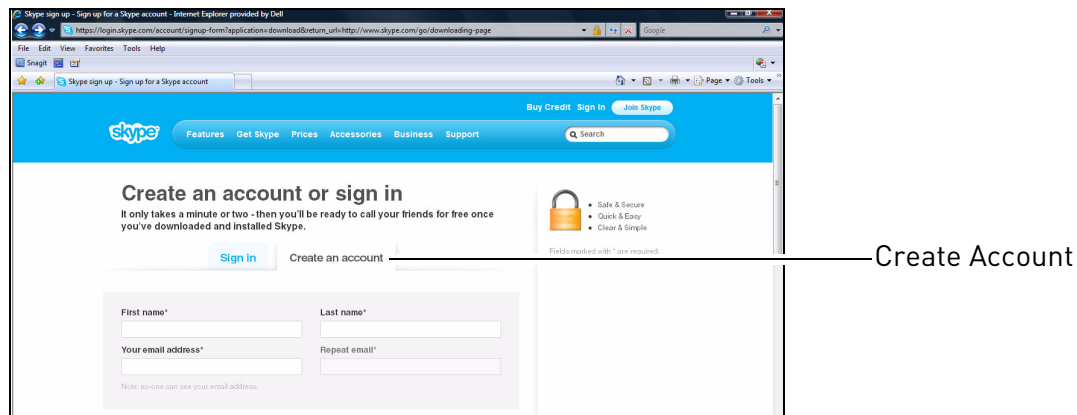 Skype sign up - Sign up for a Skype account - Internet Explorer provided by Dell
https://login.skype.com/account/signup-form?application=download&return_url=http://www.skype.com/go/downloading-page
Google
File Edit View Favorites Tools Help
Snagit
Skype sign up - Sign up for a Skype account
Page Tools
Buy Credit Sign In Join Skype
skype
Features Get Skype Prices Accessories Business Support
Search
Create an account or sign in
It only takes a minute or two - then you'll be ready to call your friends for free once
you've downloaded and installed Skype.
• Safe & Secure
• Quick & Easy
• Clear & Simple
Fields marked with * are required.
Sign in Create an account
Create Account
First name* Last name*
Your email address* Repeat email*
Note: no-one can see your email address.